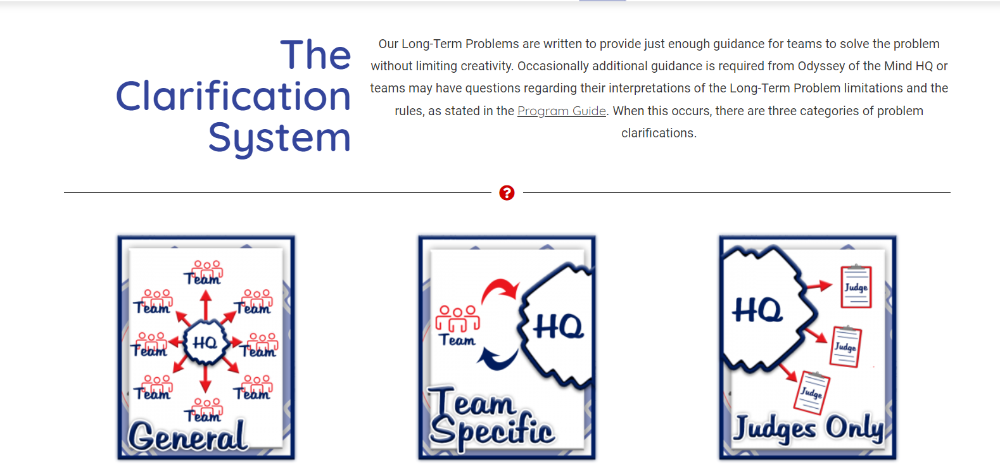 The
Clarification
System
Our Long-Term Problems are written to provide just enough guidance for teams to solve the problem
without limiting creativity. Occasionally additional guidance is required from Odyssey of the Mind HQ or
teams may have questions regarding their interpretations of the Long-Term Problem limitations and the
rules, as stated in the Program Guide. When this occurs, there are three categories of problem
clarifications.
?
Team
Team
Team
Team
HQ
Team
Team
Team
Team
General
HQ
Team
Team
Specific
HQ
Judge
Judge
Judge
Judges Only